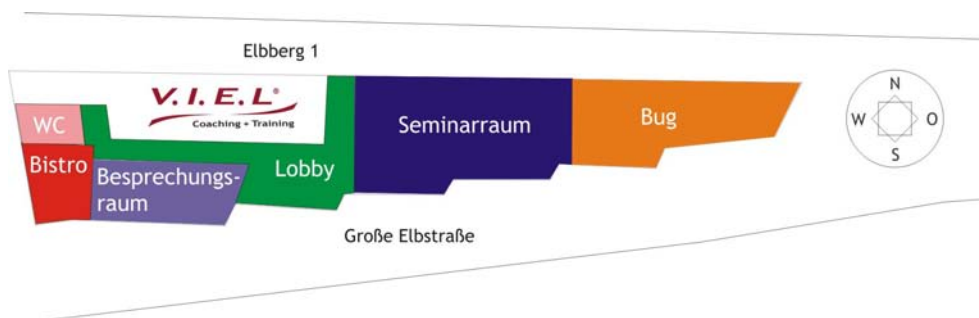 Elbberg 1
V.I.E.L®
Coaching + Training
WC
Bistro
Besprechungs-
raum
Lobby
Seminarraum
Bug
N
W O
S
Große Elbstraße